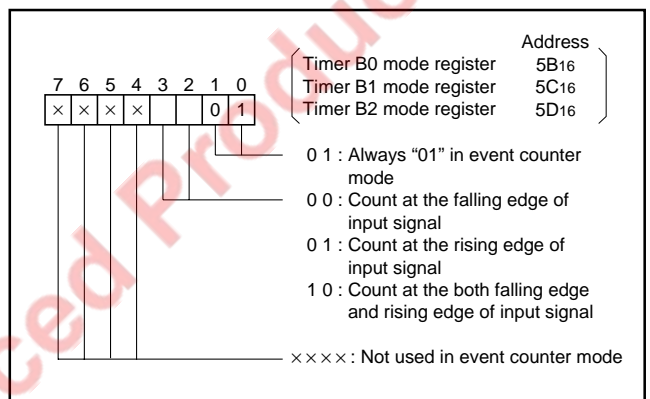 Address
Timer B0 mode register 5B16
Timer B1 mode register 5C16
Timer B2 mode register 5D16
7 6 5 4 3 2 1 0
× × × × 0 1
0 1 : Always “01” in event counter
mode
0 0 : Count at the falling edge of
input signal
0 1 : Count at the rising edge of
input signal
1 0 : Count at the both falling edge
and rising edge of input signal
×××× : Not used in event counter mode
ced Produc